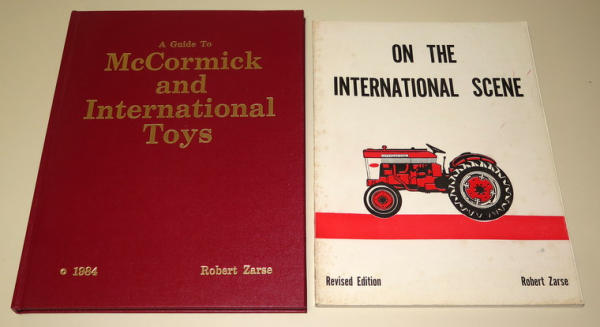 A Guide To
McCormick
and
International
Toys
© 1984 Robert Zarse
ON THE
INTERNATIONAL SCENE
Revised Edition Robert Zarse